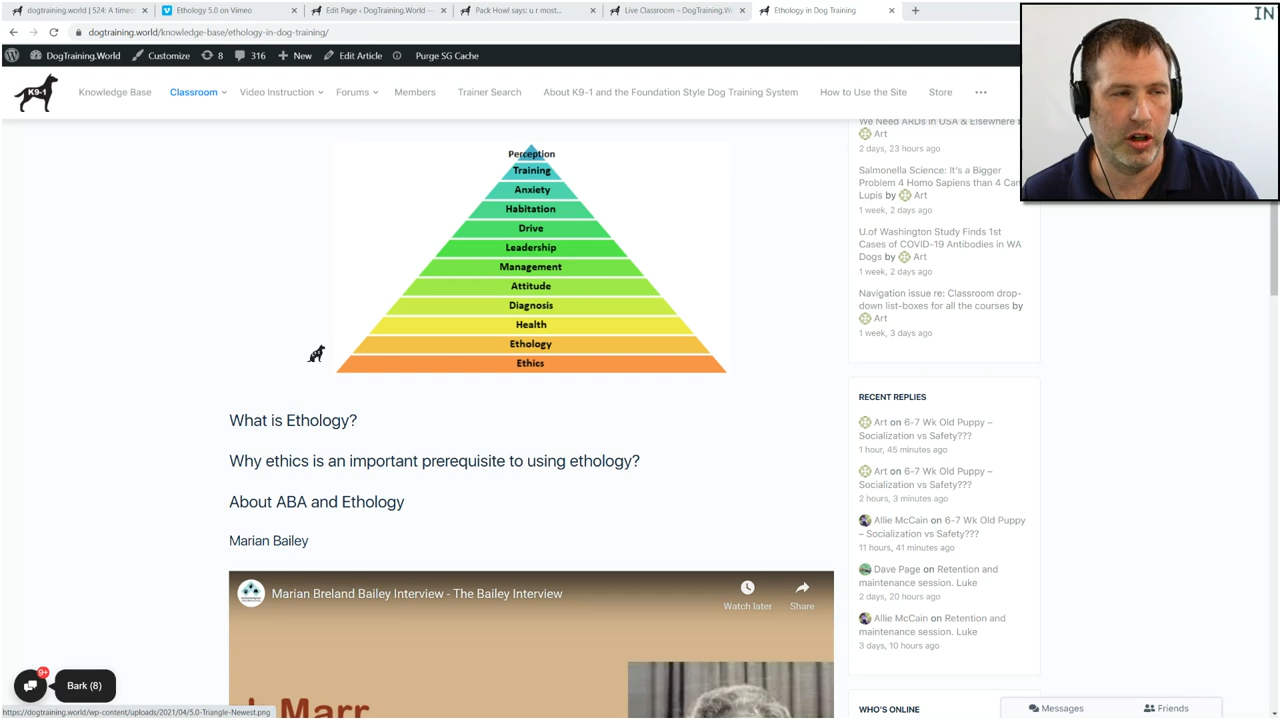 dogtraining.world | 524: A timeo
Ethology 5.0 on Vimeo
Edit Page ‹ DogTraining.World —
Pack Howl says: u r most...
Live Classroom – DogTraining.W
Ethology in Dog Training
IN
dogtraining.world/knowledge-base/ethology-in-dog-training/
DogTraining.World Customize 8 316 New Edit Article Purge SG Cache
K9-1
Knowledge Base Classroom Video Instruction Forums Members Trainer Search About K9-1 and the Foundation Style Dog Training System How to Use the Site Store
Perception
Training
Anxiety
Habitation
Drive
Leadership
Management
Attitude
Diagnosis
Health
Ethology
Ethics
What is Ethology?
Why ethics is an important prerequisite to using ethology?
About ABA and Ethology
Marian Bailey
Marian Breland Bailey Interview - The Bailey Interview
Watch later
Share
We Need ARDs in USA & Elsewhere b
Art
2 days, 23 hours ago
Salmonella Science: It's a Bigger
Problem 4 Homo Sapiens than 4 Can
Lupis by Art
1 week, 2 days ago
U.of Washington Study Finds 1st
Cases of COVID-19 Antibodies in WA
Dogs by Art
1 week, 2 days ago
Navigation issue re: Classroom drop-
down list-boxes for all the courses by
Art
1 week, 3 days ago
RECENT REPLIES
Art on 6-7 Wk Old Puppy –
Socialization vs Safety???
1 hour, 45 minutes ago
Art on 6-7 Wk Old Puppy –
Socialization vs Safety???
2 hours, 3 minutes ago
Allie McCain on 6-7 Wk Old Puppy
– Socialization vs Safety???
11 hours, 41 minutes ago
Dave Page on Retention and
maintenance session. Luke
2 days, 20 hours ago
Allie McCain on Retention and
maintenance session. Luke
3 days, 10 hours ago
WHO'S ONLINE
9+
Bark (8)
Messages
Friends
https://dogtraining.world/wp-content/uploads/2021/04/5.0-Triangle-Newest.png